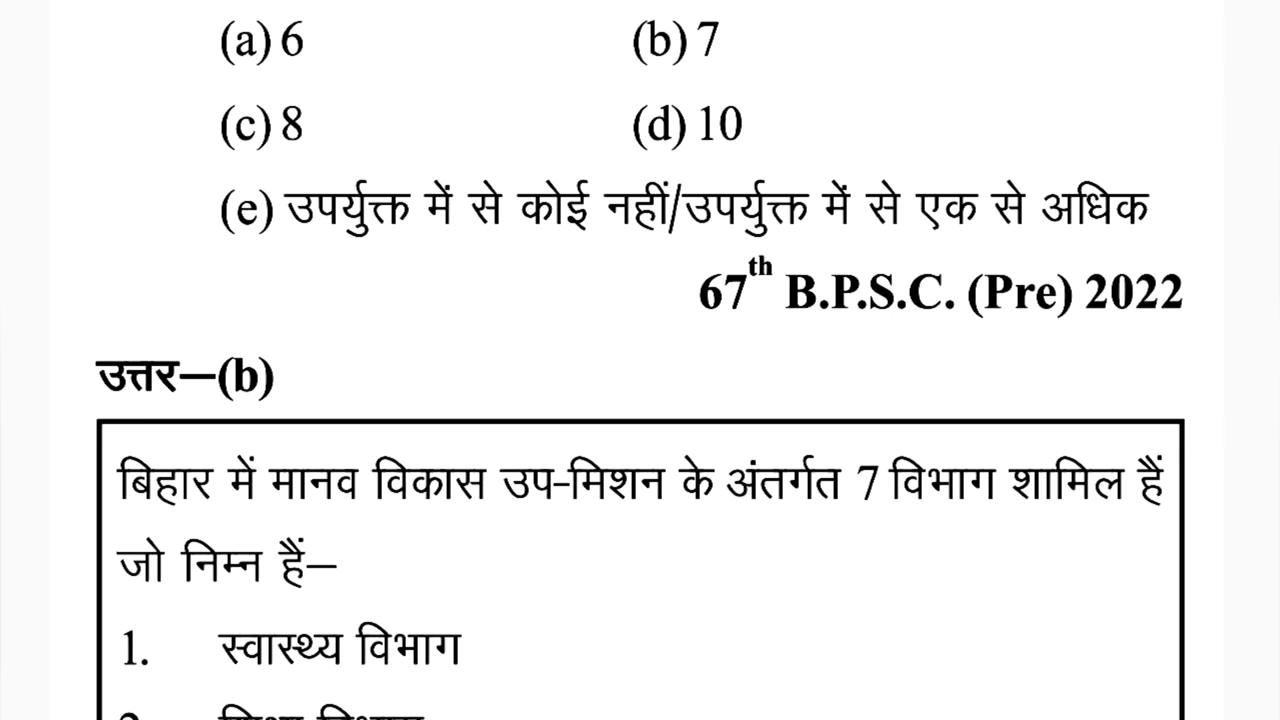 (a) 6 (b) 7
(c) 8 (d) 10
(e) उपर्युक्त में से कोई नहीं/उपर्युक्त में से एक से अधिक
67th B.P.S.C. (Pre) 2022
उत्तर—(b)
बिहार में मानव विकास उप-मिशन के अंतर्गत 7 विभाग शामिल हैं
जो निम्न हैं—
1. स्वास्थ्य विभाग